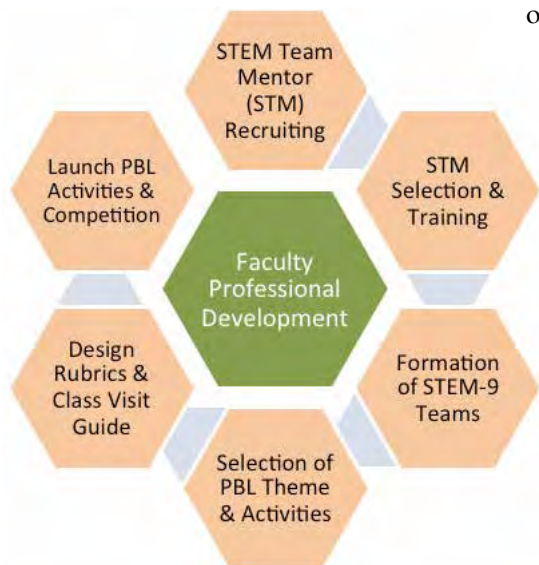 o
STEM Team
Mentor
(STM)
Recruiting
STM
Selection &
Training
Formation
of STEM-9
Teams
Selection of
PBL Theme
& Activities
Design
Rubrics &
Class Visit
Guide
Launch PBL
Activities &
Competition
Faculty
Professional
Development